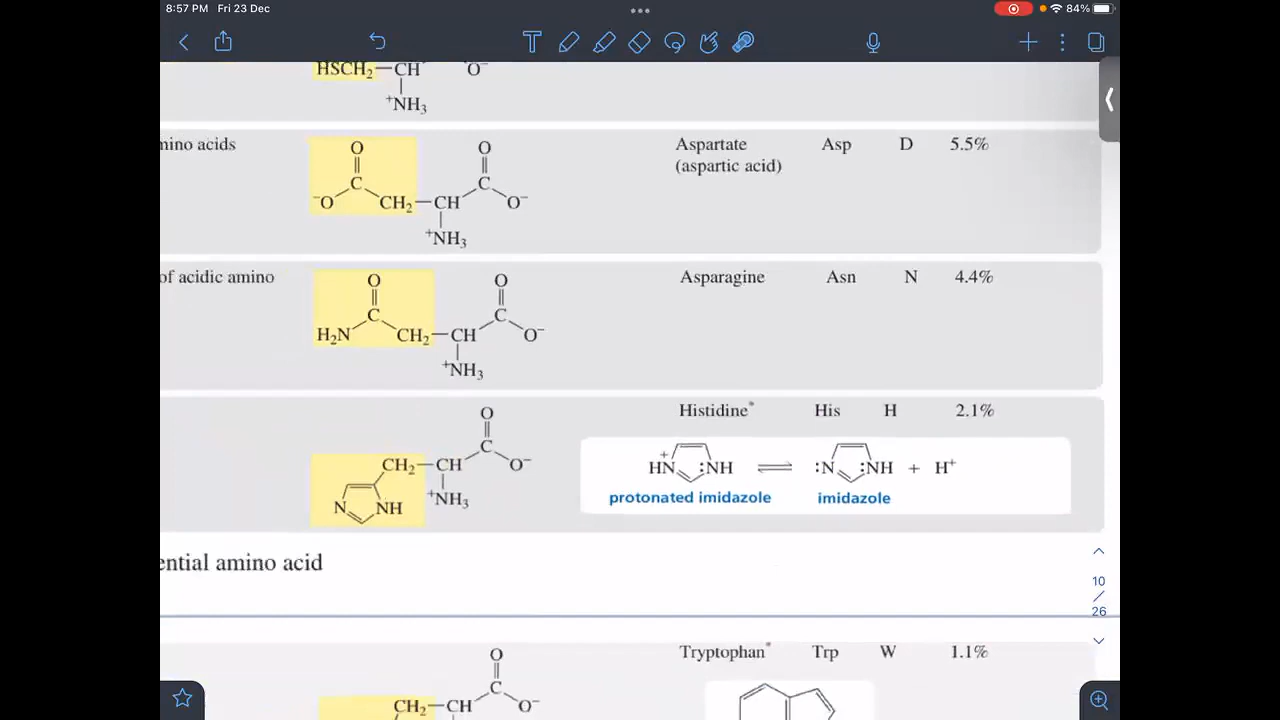 8:57 PM Fri 23 Dec 84%
T
HSCH₂—CH O⁻
⁺NH₃
mino acids Aspartate Asp D 5.5%
(aspartic acid)
O O
C C
⁻O CH₂—CH O⁻
⁺NH₃
of acidic amino Asparagine Asn N 4.4%
O O
C C
H₂N CH₂—CH O⁻
⁺NH₃
Histidine* His H 2.1%
O
C
CH₂—CH O⁻
⁺NH₃
N NH
HN⁺ :NH ⇌ :N :NH + H⁺
protonated imidazole imidazole
ential amino acid
10
/
26
Tryptophan* Trp W 1.1%
O
C
CH₂—CH O⁻